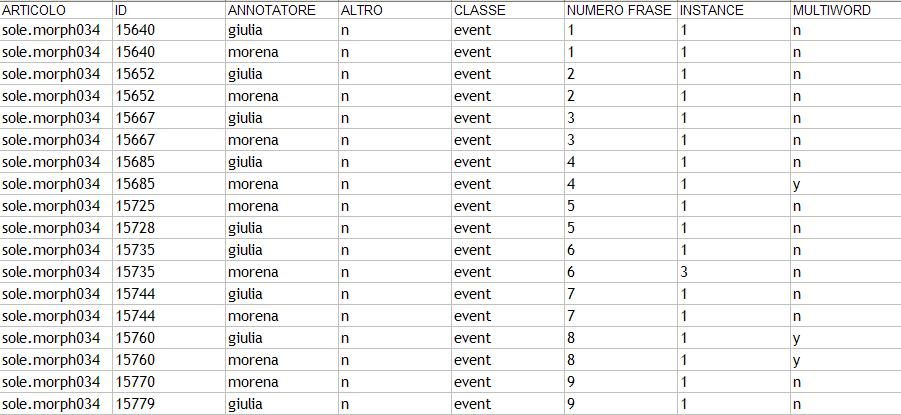 ARTICOLO ID ANNOTATORE ALTRO CLASSE NUMERO FRASE INSTANCE MULTIWORD
sole.morph034 15640 giulia n event 1 1 n
sole.morph034 15640 morena n event 1 1 n
sole.morph034 15652 giulia n event 2 1 n
sole.morph034 15652 morena n event 2 1 n
sole.morph034 15667 giulia n event 3 1 n
sole.morph034 15667 morena n event 3 1 n
sole.morph034 15685 giulia n event 4 1 n
sole.morph034 15685 morena n event 4 1 y
sole.morph034 15725 morena n event 5 1 n
sole.morph034 15728 giulia n event 5 1 n
sole.morph034 15735 giulia n event 6 1 n
sole.morph034 15735 morena n event 6 3 n
sole.morph034 15744 giulia n event 7 1 n
sole.morph034 15744 morena n event 7 1 n
sole.morph034 15760 giulia n event 8 1 y
sole.morph034 15760 morena n event 8 1 y
sole.morph034 15770 morena n event 9 1 n
sole.morph034 15779 giulia n event 9 1 n